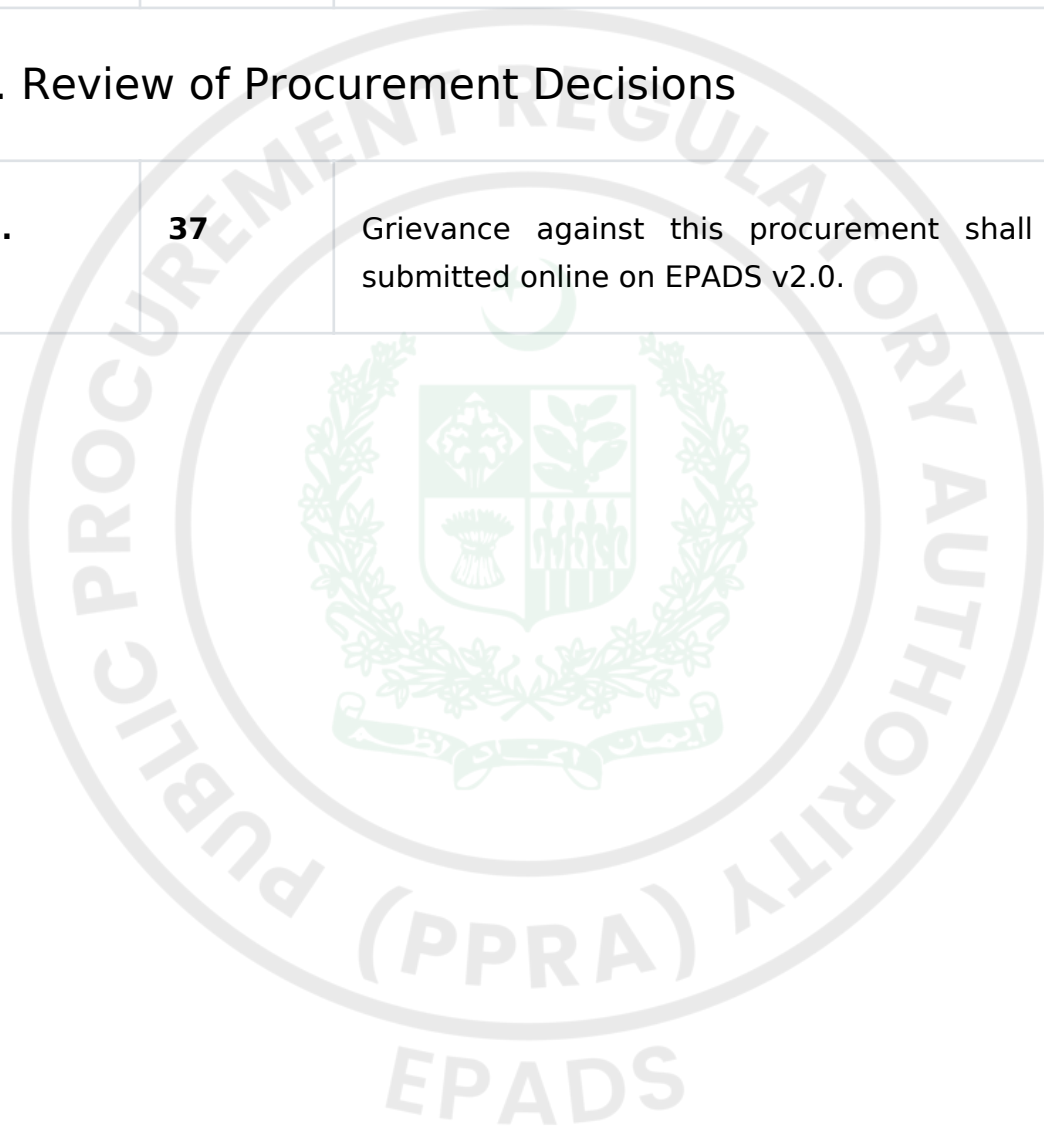 . Review of Procurement Decisions
. 37 Grievance against this procurement shall
submitted online on EPADS v2.0.
PUBLIC PROCUREMENT REGULATORY AUTHORITY
(PPRA)
EPADS